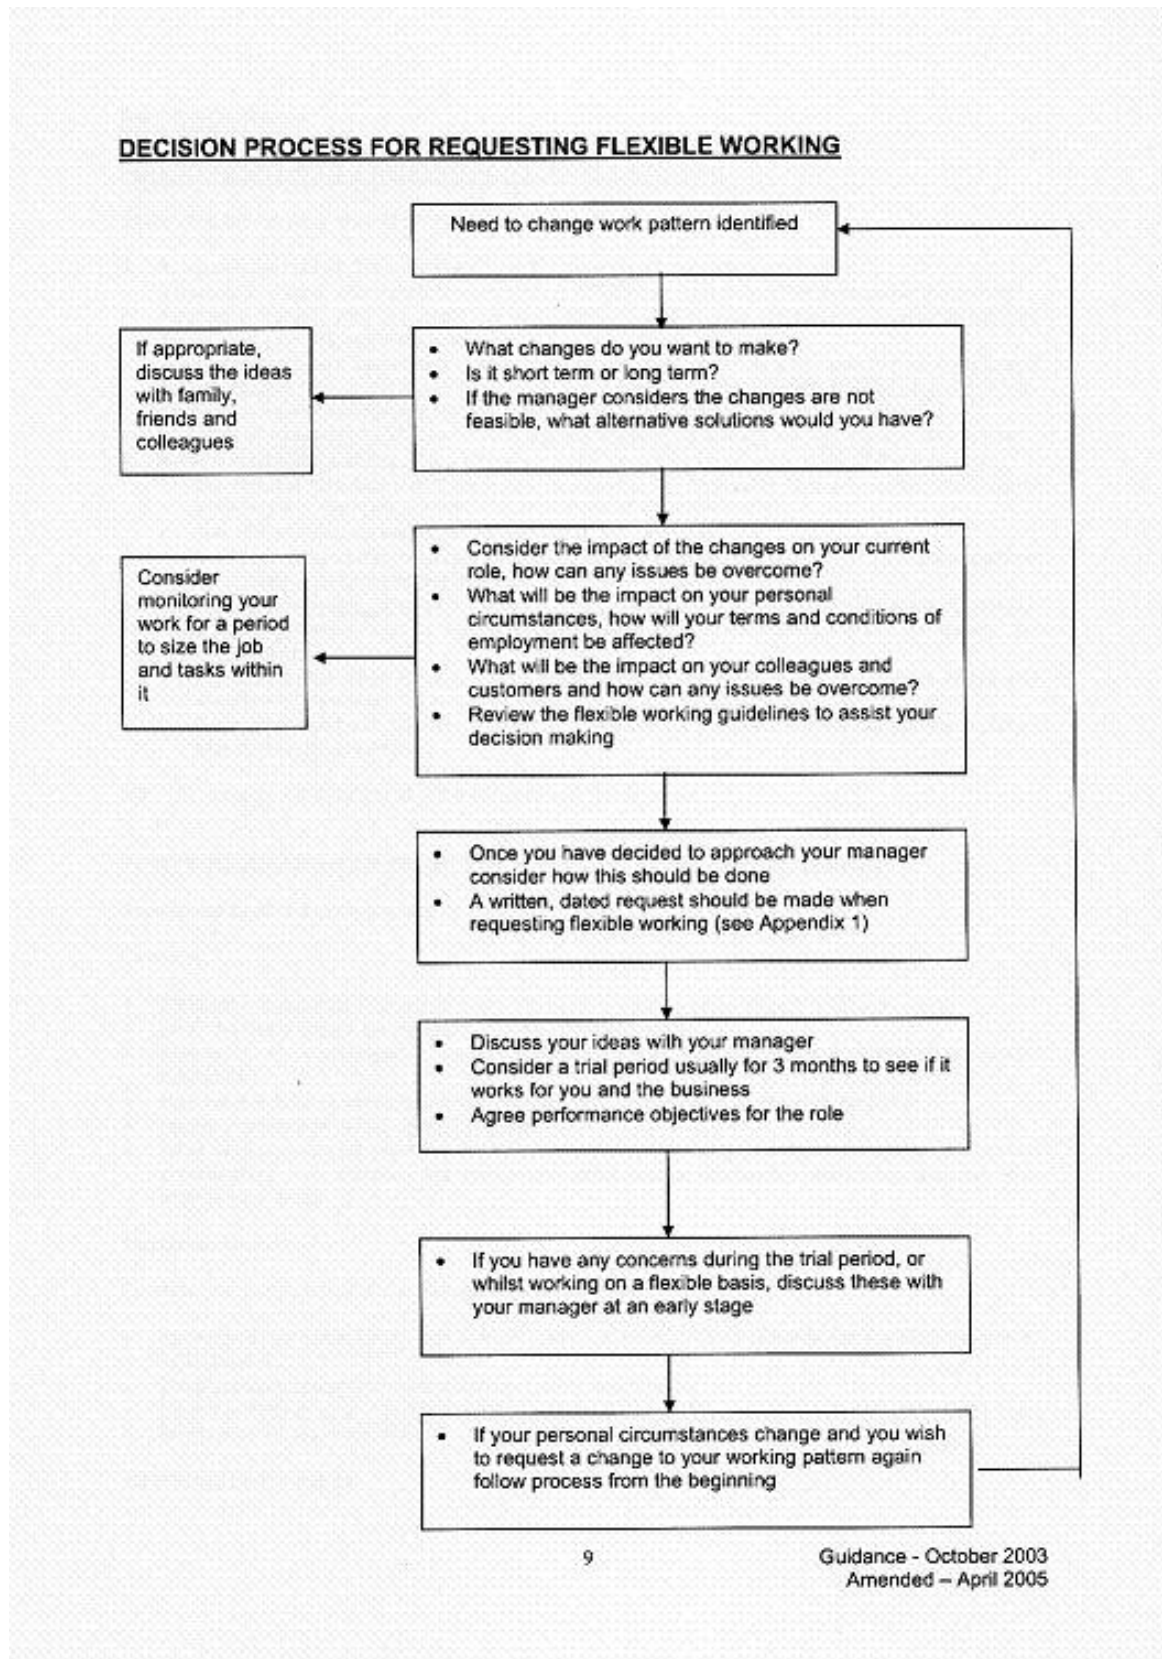 DECISION PROCESS FOR REQUESTING FLEXIBLE WORKING
Need to change work pattern identified
If appropriate,
discuss the ideas
with family,
friends and
colleagues
• What changes do you want to make?
• Is it short term or long term?
• If the manager considers the changes are not
feasible, what alternative solutions would you have?
Consider
monitoring your
work for a period
to size the job
and tasks within
it
• Consider the impact of the changes on your current
role, how can any issues be overcome?
• What will be the impact on your personal
circumstances, how will your terms and conditions of
employment be affected?
• What will be the impact on your colleagues and
customers and how can any issues be overcome?
• Review the flexible working guidelines to assist your
decision making
• Once you have decided to approach your manager
consider how this should be done
• A written, dated request should be made when
requesting flexible working (see Appendix 1)
• Discuss your ideas with your manager
• Consider a trial period usually for 3 months to see if it
works for you and the business
• Agree performance objectives for the role
• If you have any concerns during the trial period, or
whilst working on a flexible basis, discuss these with
your manager at an early stage
• If your personal circumstances change and you wish
to request a change to your working pattern again
follow process from the beginning
9
Guidance - October 2003
Amended – April 2005